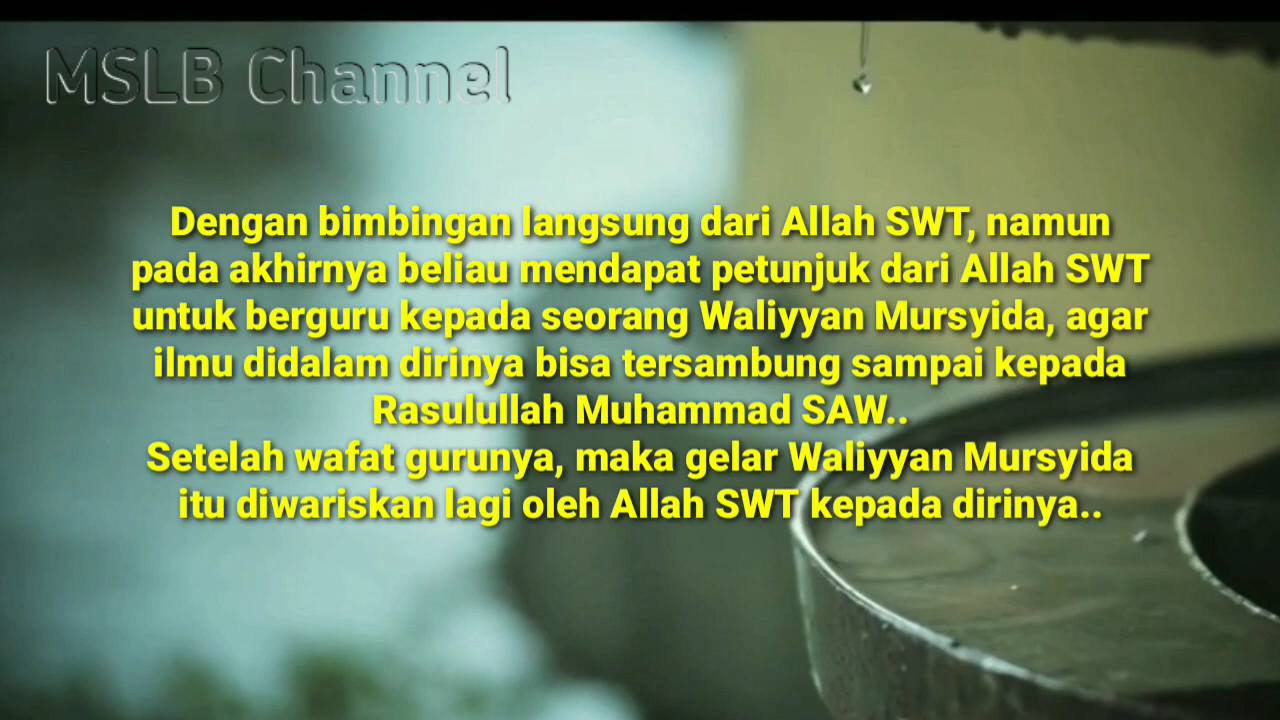 MSLB Channel
Dengan bimbingan langsung dari Allah SWT, namun
pada akhirnya beliau mendapat petunjuk dari Allah SWT
untuk berguru kepada seorang Waliyyan Mursyida, agar
ilmu didalam dirinya bisa tersambung sampai kepada
Rasulullah Muhammad SAW..
Setelah wafat gurunya, maka gelar Waliyyan Mursyida
itu diwariskan lagi oleh Allah SWT kepada dirinya..